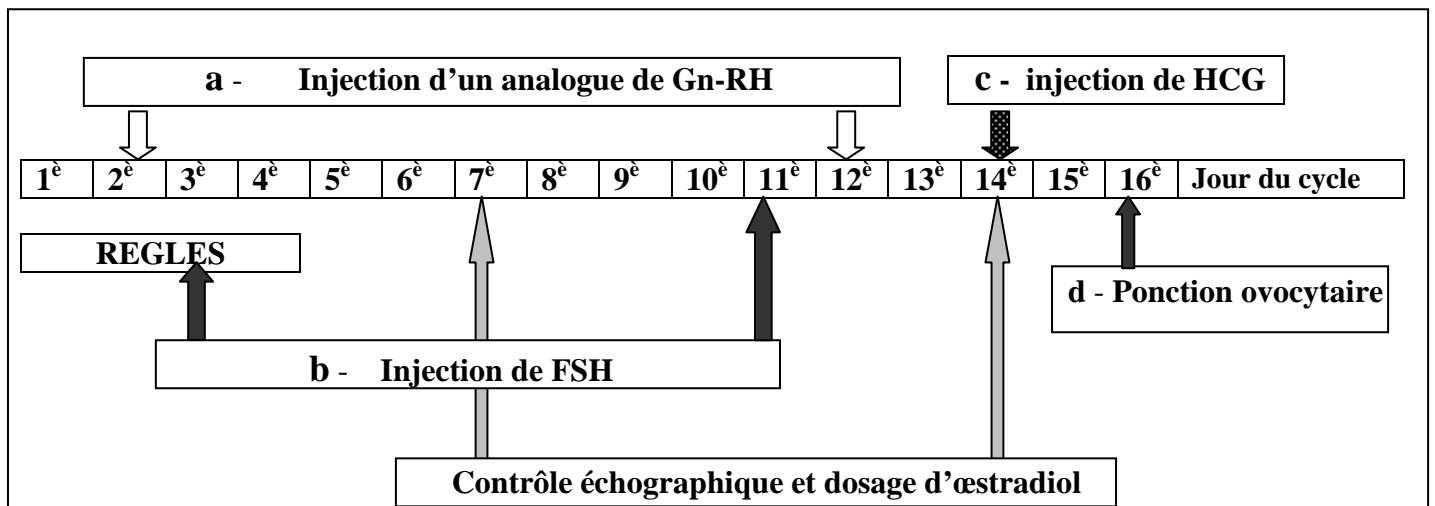 a - Injection d’un analogue de Gn-RH
c - injection de HCG
1è 2è 3è 4è 5è 6è 7è 8è 9è 10è 11è 12è 13è 14è 15è 16è Jour du cycle
REGLES
d - Ponction ovocytaire
b - Injection de FSH
Contrôle échographique et dosage d’œstradiol